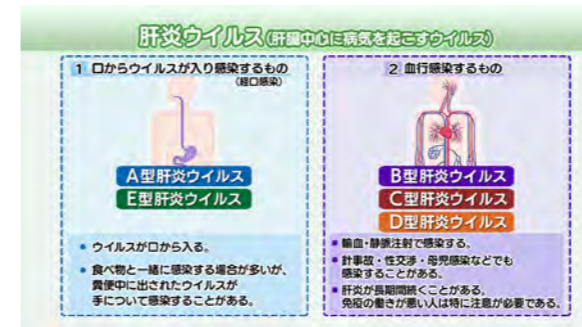 肝炎ウイルス(肝臓中心に病気を起こすウイルス)
1 口からウイルスが入り感染するもの
(経口感染)
A型肝炎ウイルス
E型肝炎ウイルス
• ウイルスが口から入る。
• 食べ物と一緒に感染する場合が多いが、
糞便中に出されたウイルスが
手について感染することがある。
2 血行感染するもの
B型肝炎ウイルス
C型肝炎ウイルス
D型肝炎ウイルス
■ 輸血・静脈注射で感染する。
■ 針事故・性交渉・母児感染などでも
感染することがある。
■ 肝炎が長期間続くことがある。
免疫の働きが悪い人は特に注意が必要である。